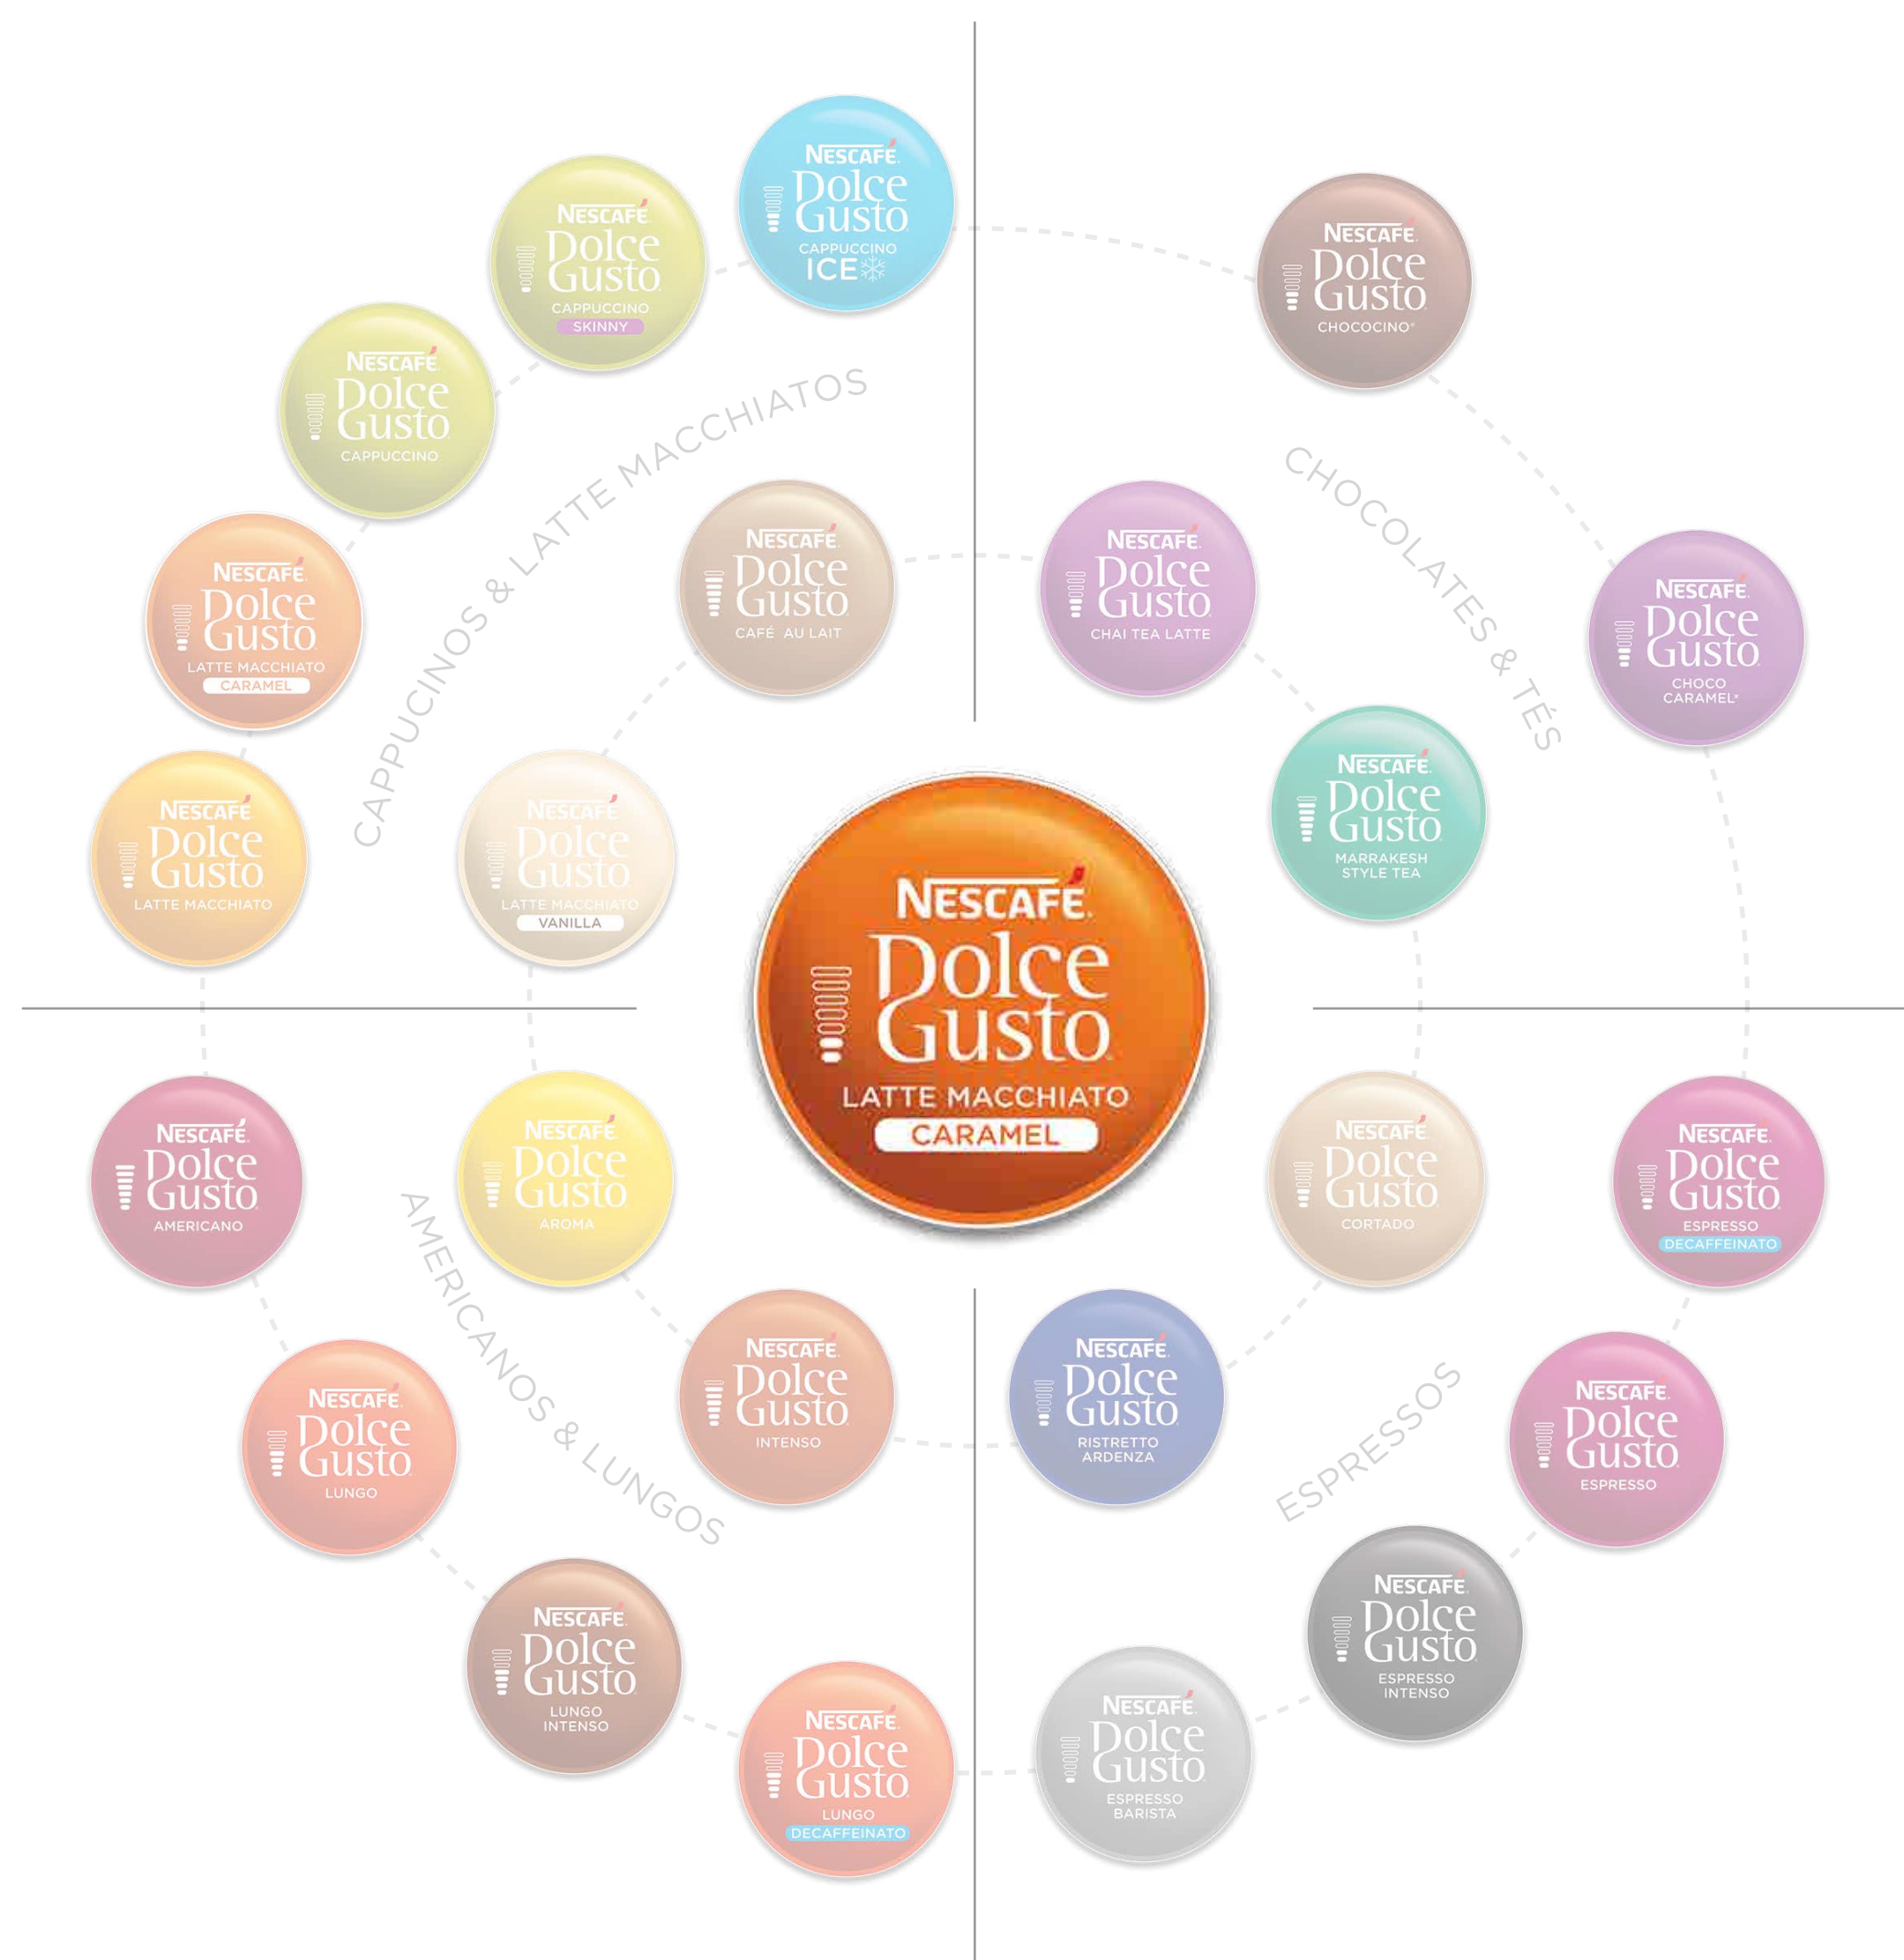 NESCAFÉ.
Dolce
Gusto
CAPPUCCINO
ICE
NESCAFÉ.
Dolce
Gusto
CAPPUCCINO
SKINNY
NESCAFÉ.
Dolce
Gusto
CAPPUCCINO
NESCAFÉ.
Dolce
Gusto
LATTE MACCHIATO
CARAMEL
NESCAFÉ.
Dolce
Gusto
LATTE MACCHIATO
CAPPUCINOS & LATTE MACCHIATOS
NESCAFÉ.
Dolce
Gusto
CAFÉ AU LAIT
NESCAFÉ.
Dolce
Gusto
LATTE MACCHIATO
VANILLA
NESCAFÉ.
Dolce
Gusto
CHOCOCINO®
NESCAFÉ.
Dolce
Gusto
CHOCO
CARAMEL*
CHOCOLATES & TÉS
NESCAFÉ.
Dolce
Gusto
CHAI TEA LATTE
NESCAFÉ.
Dolce
Gusto
MARRAKESH
STYLE TEA
NESCAFÉ.
Dolce
Gusto
LATTE MACCHIATO
CARAMEL
NESCAFÉ.
Dolce
Gusto
AMERICANO
NESCAFÉ.
Dolce
Gusto
AROMA
AMERICANOS & LUNGOS
NESCAFÉ.
Dolce
Gusto
INTENSO
NESCAFÉ.
Dolce
Gusto
LUNGO
NESCAFÉ.
Dolce
Gusto
LUNGO
INTENSO
NESCAFÉ.
Dolce
Gusto
LUNGO
DECAFFEINATO
NESCAFÉ.
Dolce
Gusto
CORTADO
NESCAFÉ.
Dolce
Gusto
ESPRESSO
DECAFFEINATO
NESCAFÉ.
Dolce
Gusto
RISTRETTO
ARDENZA
ESPRESSOS
NESCAFÉ.
Dolce
Gusto
ESPRESSO
NESCAFÉ.
Dolce
Gusto
ESPRESSO
INTENSO
NESCAFÉ.
Dolce
Gusto
ESPRESSO
BARISTA